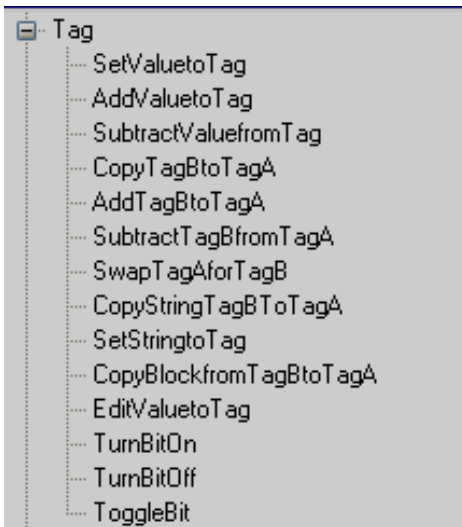 Tag
SetValuetoTag
AddValuetoTag
SubtractValuefromTag
CopyTagBtoTagA
AddTagBtoTagA
SubtractTagBfromTagA
SwapTagAforTagB
CopyStringTagBToTagA
SetStringtoTag
CopyBlockfromTagBtoTagA
EditValuetoTag
TurnBitOn
TurnBitOff
ToggleBit